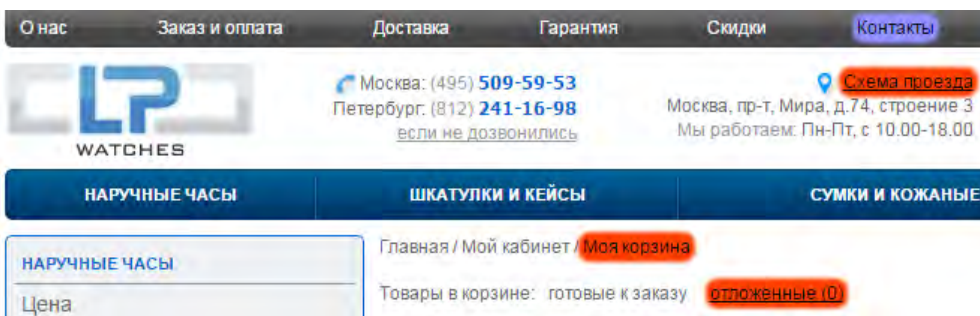 О нас Заказ и оплата Доставка Гарантия Скидки Контакты
LP
WATCHES
Москва: (495) 509-59-53
Петербург: (812) 241-16-98
если не дозвонились
Схема проезда
Москва, пр-т, Мира, д.74, строение 3
Мы работаем: Пн-Пт, с 10.00-18.00
НАРУЧНЫЕ ЧАСЫ ШКАТУЛКИ И КЕЙСЫ СУМКИ И КОЖАНЫЕ
НАРУЧНЫЕ ЧАСЫ
Цена
Главная / Мой кабинет / Моя корзина
Товары в корзине: готовые к заказу отложенные (0)